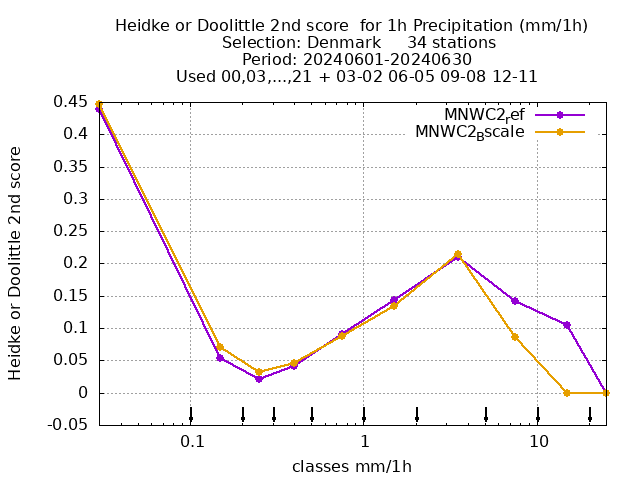 Heidke or Doolittle 2nd score  for 1h Precipitation (mm/1h)
Selection: Denmark     34 stations
Period: 20240601-20240630
Used 00,03,...,21 + 03-02 06-05 09-08 12-11
MNWC2ref
MNWC2Bscale
Heidke or Doolittle 2nd score
0.45
0.4
0.35
0.3
0.25
0.2
0.15
0.1
0.05
0
-0.05
0.1 1 10
classes mm/1h